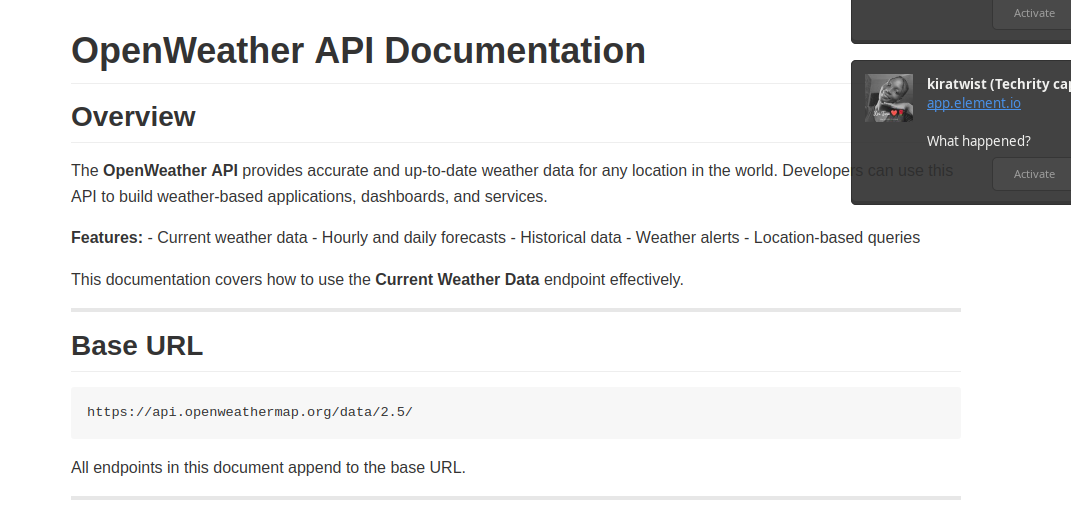 OpenWeather API Documentation
Overview
The OpenWeather API provides accurate and up-to-date weather data for any location in the world. Developers can use this
API to build weather-based applications, dashboards, and services.
Features: - Current weather data - Hourly and daily forecasts - Historical data - Weather alerts - Location-based queries
This documentation covers how to use the Current Weather Data endpoint effectively.
Base URL
https://api.openweathermap.org/data/2.5/
All endpoints in this document append to the base URL.
Activate
kiratwist (Techrity cap
app.element.io
What happened?
Activate